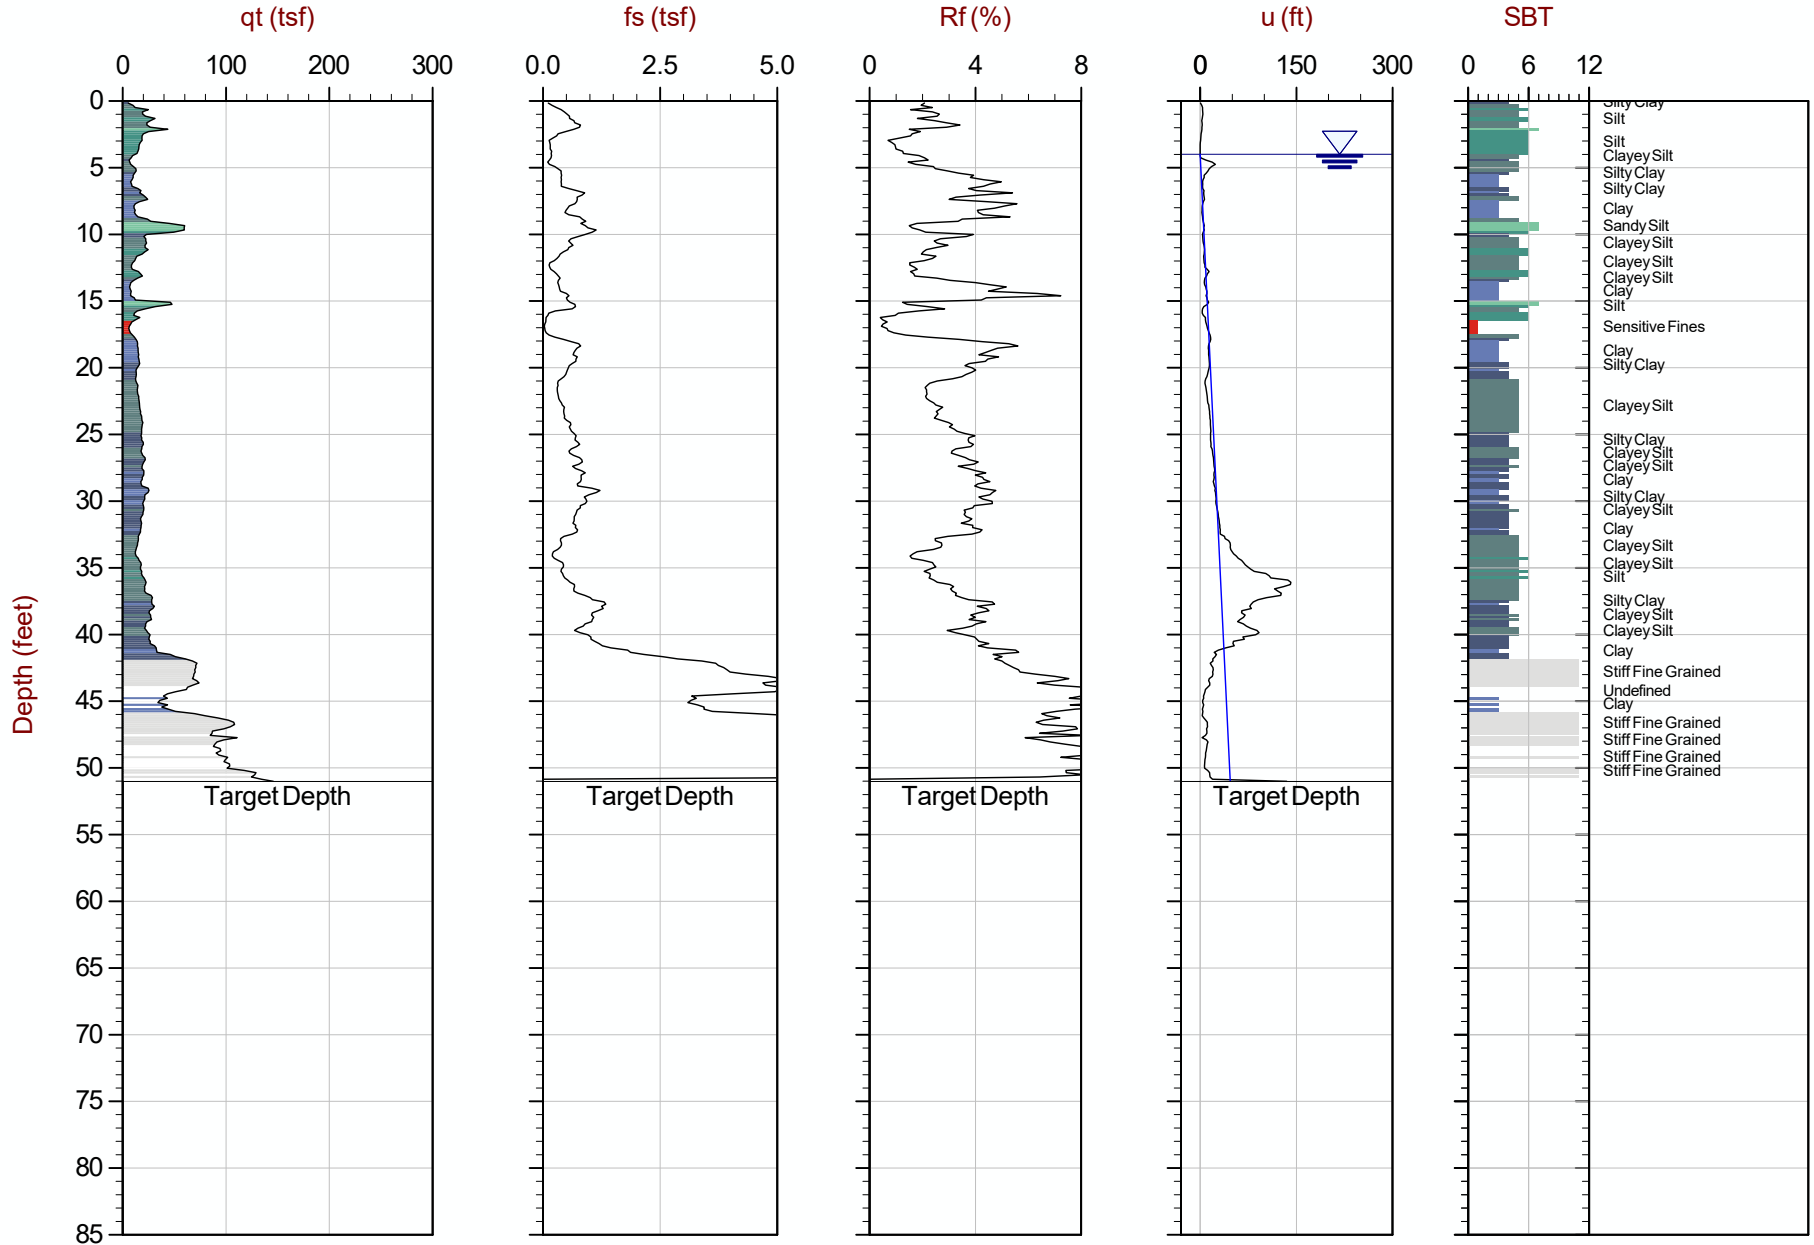 qt (tsf) fs (tsf) Rf (%) u (ft) SBT
0 100 200 300 0.0 2.5 5.0 0 4 8 0 150 300 0 6 12
Depth (feet)
0
5
10
15
20
25
30
35
40
45
50
55
60
65
70
75
80
85
Target Depth Target Depth Target Depth Target Depth
Silty Clay
Silt
Silt
Clayey Silt
Silty Clay
Silty Clay
Clay
Sandy Silt
Clayey Silt
Clayey Silt
Clayey Silt
Clay
Silt
Sensitive Fines
Clay
Silty Clay
Clayey Silt
Silty Clay
Clayey Silt
Clayey Silt
Clay
Silty Clay
Clayey Silt
Clay
Clayey Silt
Clayey Silt
Silt
Silty Clay
Clayey Silt
Clayey Silt
Clay
Stiff Fine Grained
Undefined
Clay
Stiff Fine Grained
Stiff Fine Grained
Stiff Fine Grained
Stiff Fine Grained